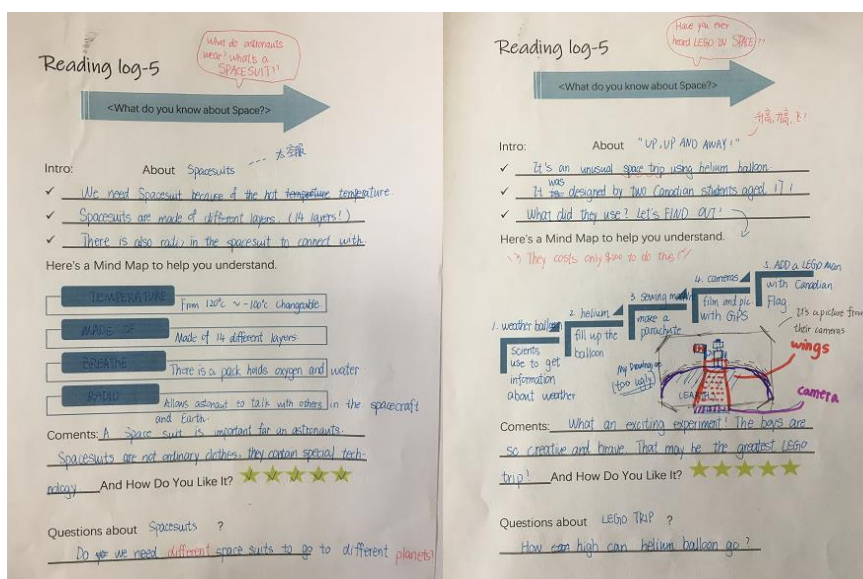 Reading log-5
What do astronauts
wear? What's a
SPACESUIT?!
<What do you know about Space?>
Intro: About Spacesuits ---- 太空服
✓ We need Spacesuit because of the hot temperature temperature.
✓ Spacesuits are made of different layers. (14 layers!)
✓ There is also radio in the spacesuit to connect with.
Here's a Mind Map to help you understand.
TEMPERATURE From 120°c ~ -100°c changeable
MADE OF Made of 14 different layers
BREATHE There is a pack holds oxygen and water
RADIO Allows astronaut to talk with others in the spacecraft
and Earth.
Coments: A Space suit is important for an astronauts.
Spacesuits are not ordinary clothes, they contain special tech-
nology And How Do You Like It?
Questions about Spacesuits ?
Do we need different space suits to go to different planets?
Reading log-5
Have you ever
heard LEGO IN SPACE?!
<What do you know about Space?>
Intro: About "UP, UP AND AWAY!"
✓ It's an unusual space trip using helium balloon.
✓ It was designed by two Canadian students aged 17!
✓ What did they use? Let's FIND OUT!
Here's a Mind Map to help you understand.
They costs only $400 to do this!
1. weather balloon
scients
use to get
information
about weather
2. helium
fill up the
balloon
3. sewing machine
make a
parachute
4. cameras
film and pic
with GPS
5. ADD a LEGO man
with Canadian
Flag.
It's a picture from
their cameras
My Drawing is
(too ugly)
wings
camera
Coments: What an exciting experiment! The boys are
so creative and brave. That may be the greatest LEGO
trip! And How Do You Like It?
Questions about LEGO TRIP ?
How high can helium balloon go?